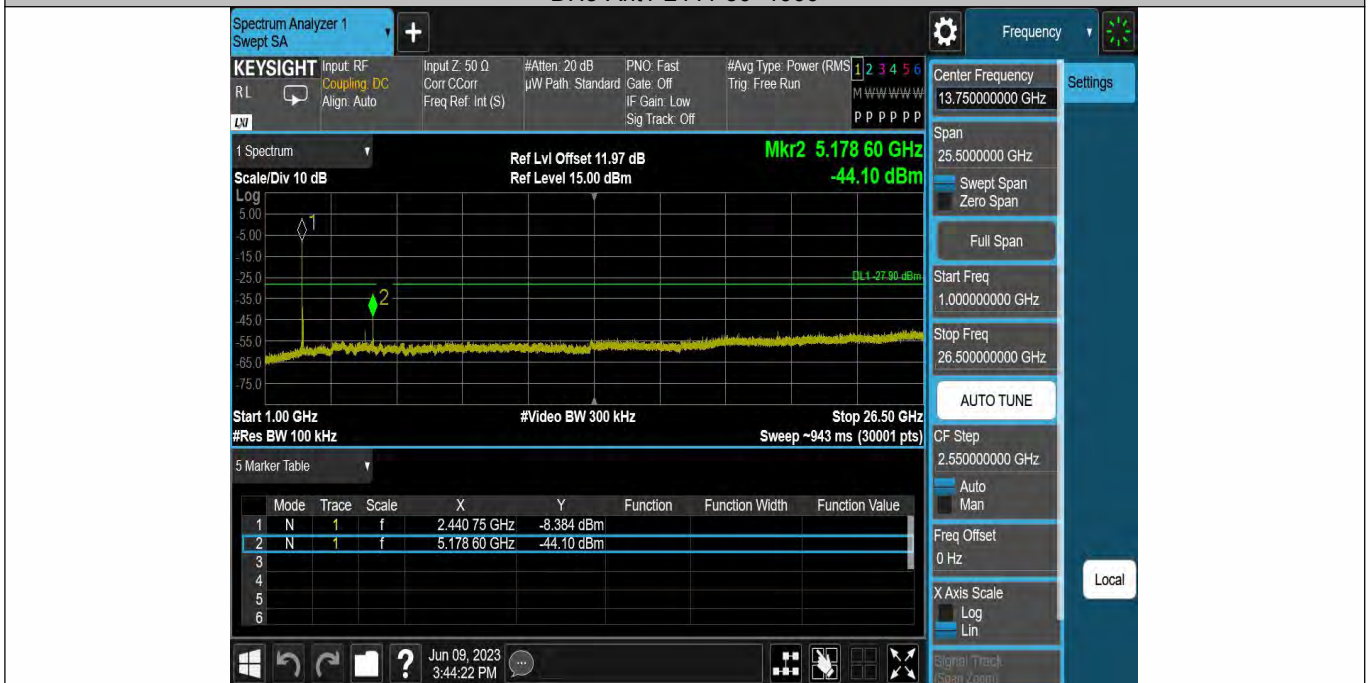 Spectrum Analyzer 1
Swept SA
Frequency
KEYSIGHT
RL
LXI
Input: RF
Coupling: DC
Align: Auto
Input Z: 50 Ω
Corr CCorr
Freq Ref: Int (S)
#Atten: 20 dB
µW Path: Standard
PNO: Fast
Gate: Off
IF Gain: Low
Sig Track: Off
#Avg Type: Power (RMS
Trig: Free Run
1 2 3 4 5 6
M W W W W W
P P P P P P
1 Spectrum
Scale/Div 10 dB
Ref Lvl Offset 11.97 dB
Ref Level 15.00 dBm
Mkr2 5.178 60 GHz
-44.10 dBm
Log
5.00
-5.00
-15.0
-25.0
-35.0
-45.0
-55.0
-65.0
-75.0
1
2
DL1 -27.90 dBm
Start 1.00 GHz
#Res BW 100 kHz
#Video BW 300 kHz
Stop 26.50 GHz
Sweep ~943 ms (30001 pts)
5 Marker Table
Mode Trace Scale X Y Function Function Width Function Value
1 N 1 f 2.440 75 GHz -8.384 dBm
2 N 1 f 5.178 60 GHz -44.10 dBm
3
4
5
6
Jun 09, 2023
3:44:22 PM
Center Frequency
13.750000000 GHz
Settings
Span
25.5000000 GHz
Swept Span
Zero Span
Full Span
Start Freq
1.000000000 GHz
Stop Freq
26.500000000 GHz
AUTO TUNE
CF Step
2.550000000 GHz
Auto
Man
Freq Offset
0 Hz
X Axis Scale
Log
Lin
Signal Track
(Span Zoom)
Local